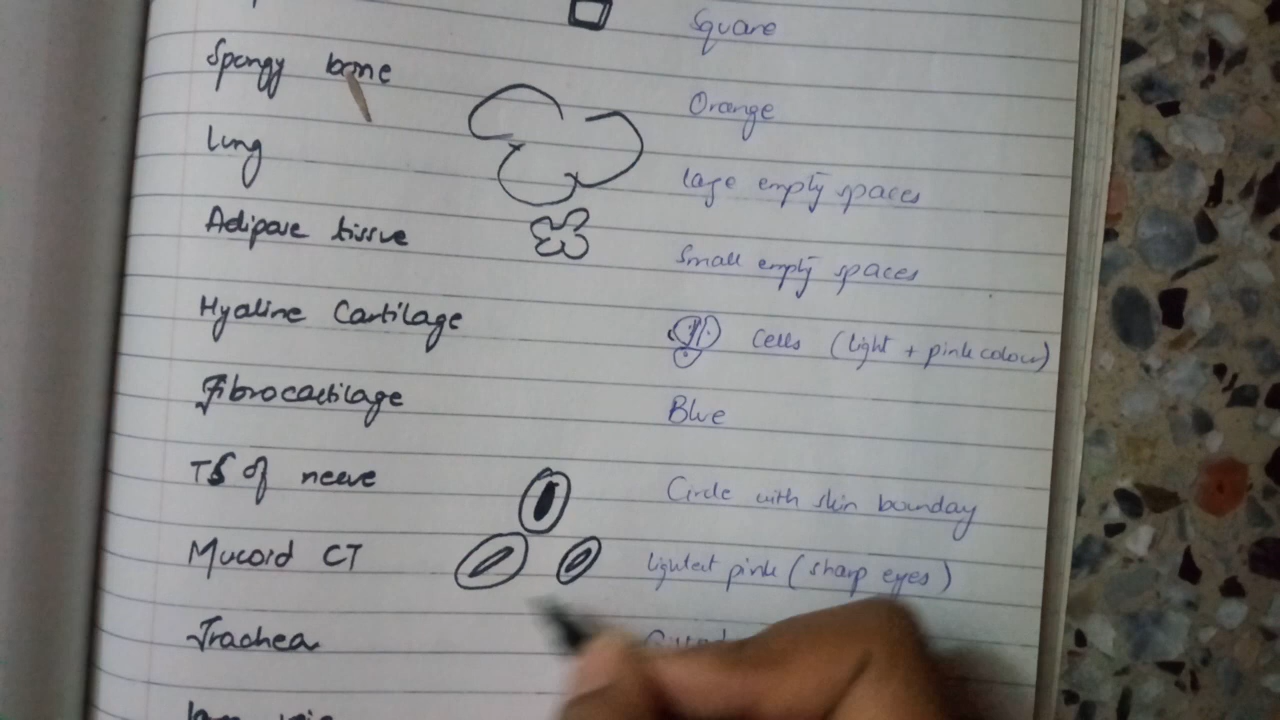 Square
Spongy bone
Orange
Lung
Large empty spaces
Adipose tissue
Small empty spaces
Hyaline Cartilage
Cells (light + pink colour)
Fibrocartilage
Blue
TS of nerve
Circle with skin bounday
Mucoid CT
lightest pink (sharp eyes)
Trachea